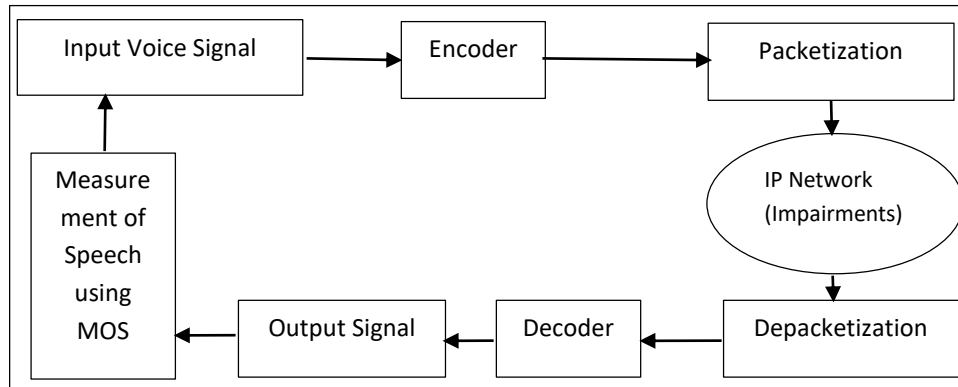 Input Voice Signal
Encoder
Packetization
IP Network
(Impairments)
Depacketization
Decoder
Output Signal
Measure
ment of
Speech
using
MOS